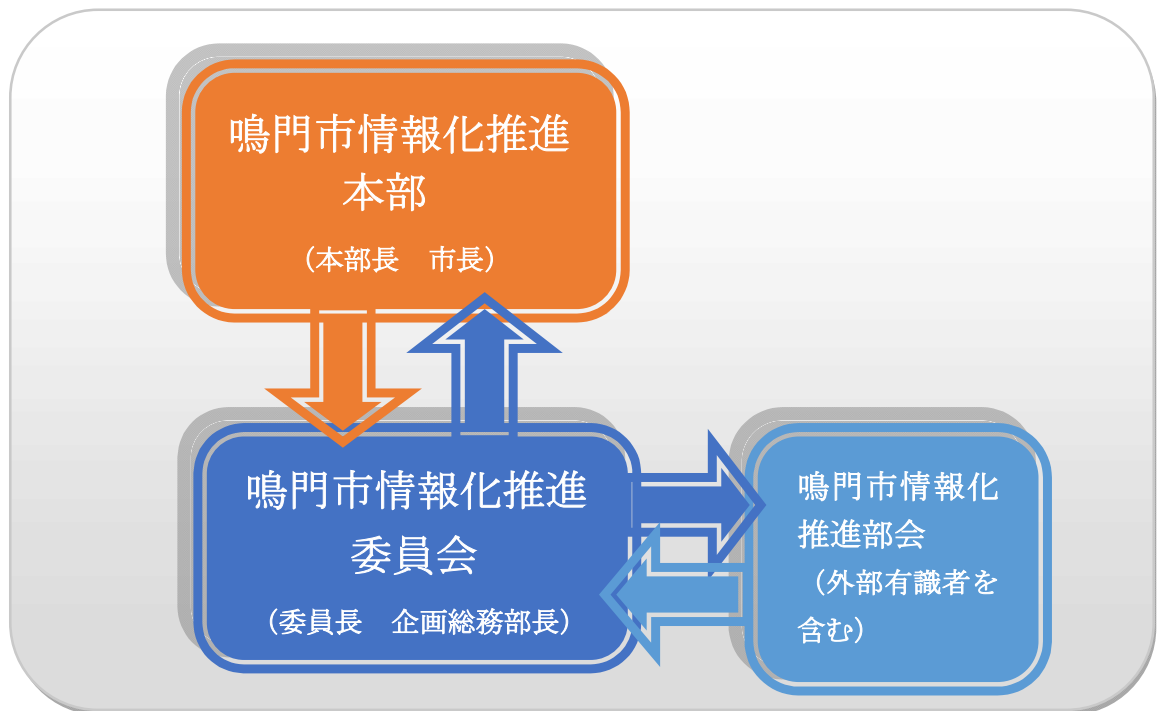 鳴門市情報化推進
本部
（本部長　市長）
鳴門市情報化推進
委員会
（委員長　企画総務部長）
鳴門市情報化
推進部会
（外部有識者を
含む）